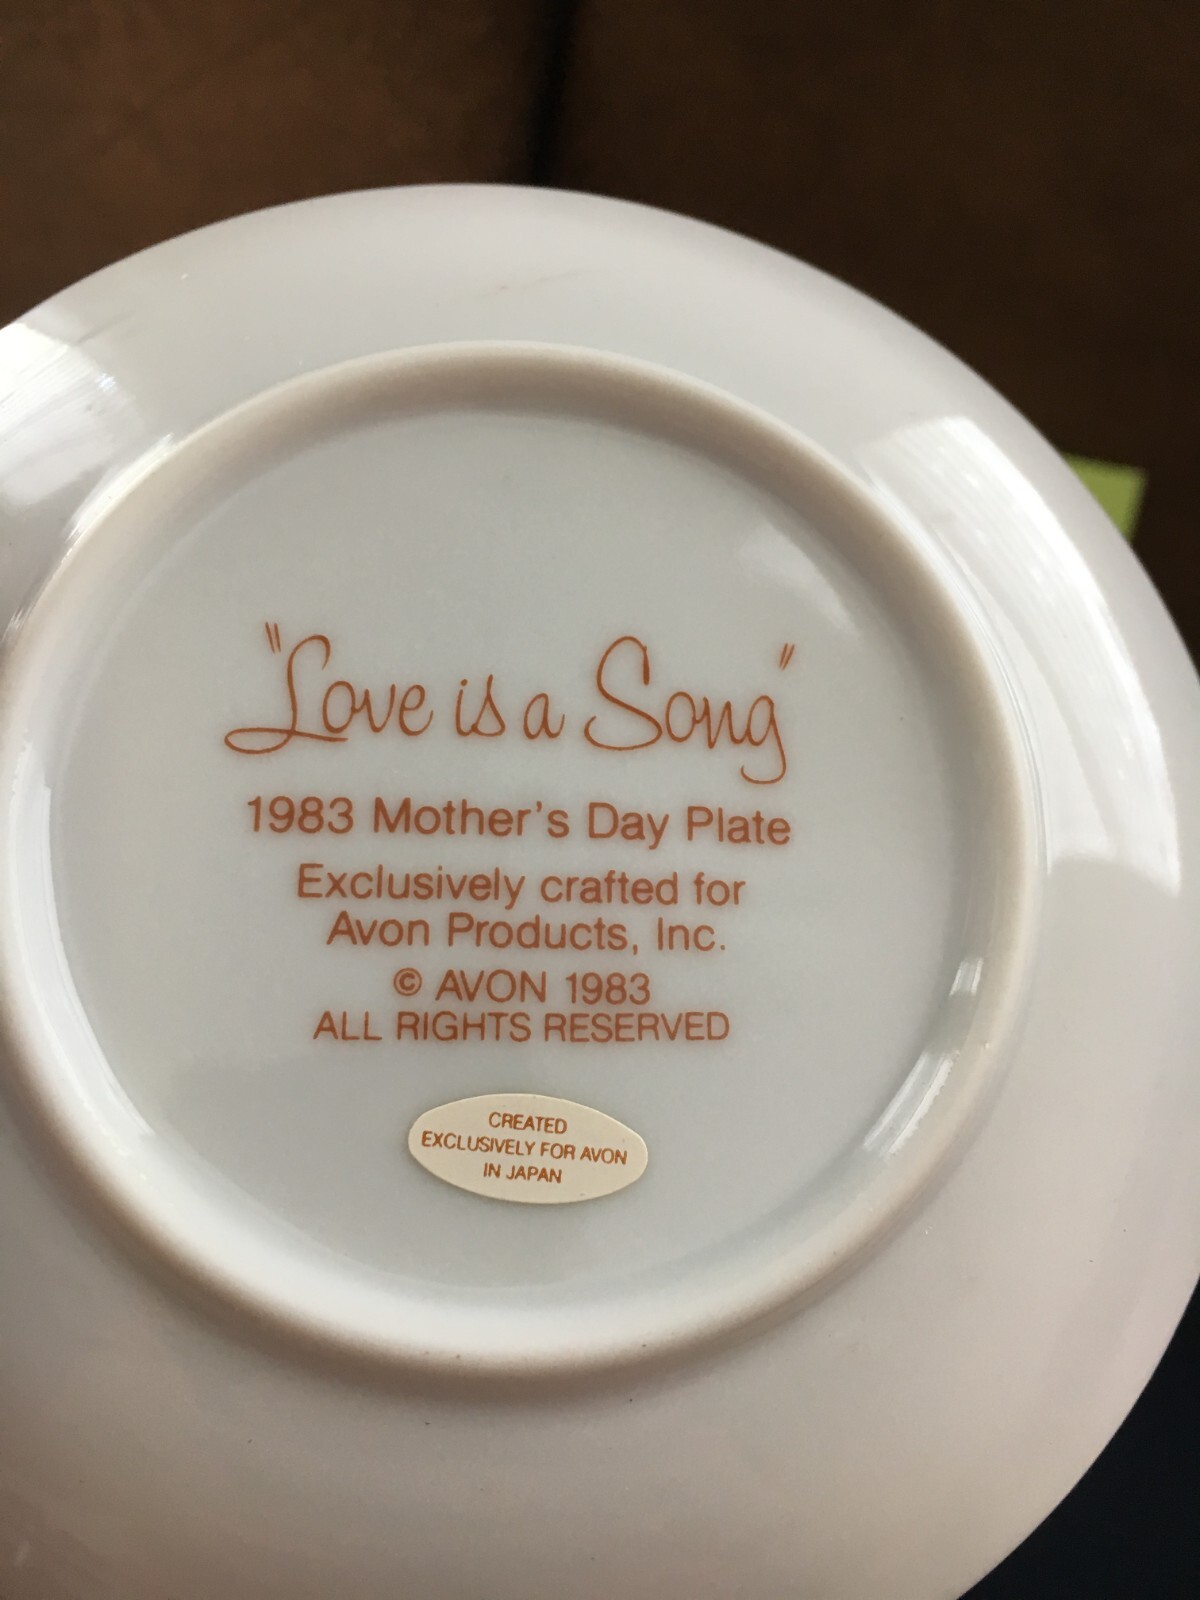 "Love is a Song"
1983 Mother's Day Plate
Exclusively crafted for
Avon Products, Inc.
© AVON 1983
ALL RIGHTS RESERVED
CREATED
EXCLUSIVELY FOR AVON
IN JAPAN